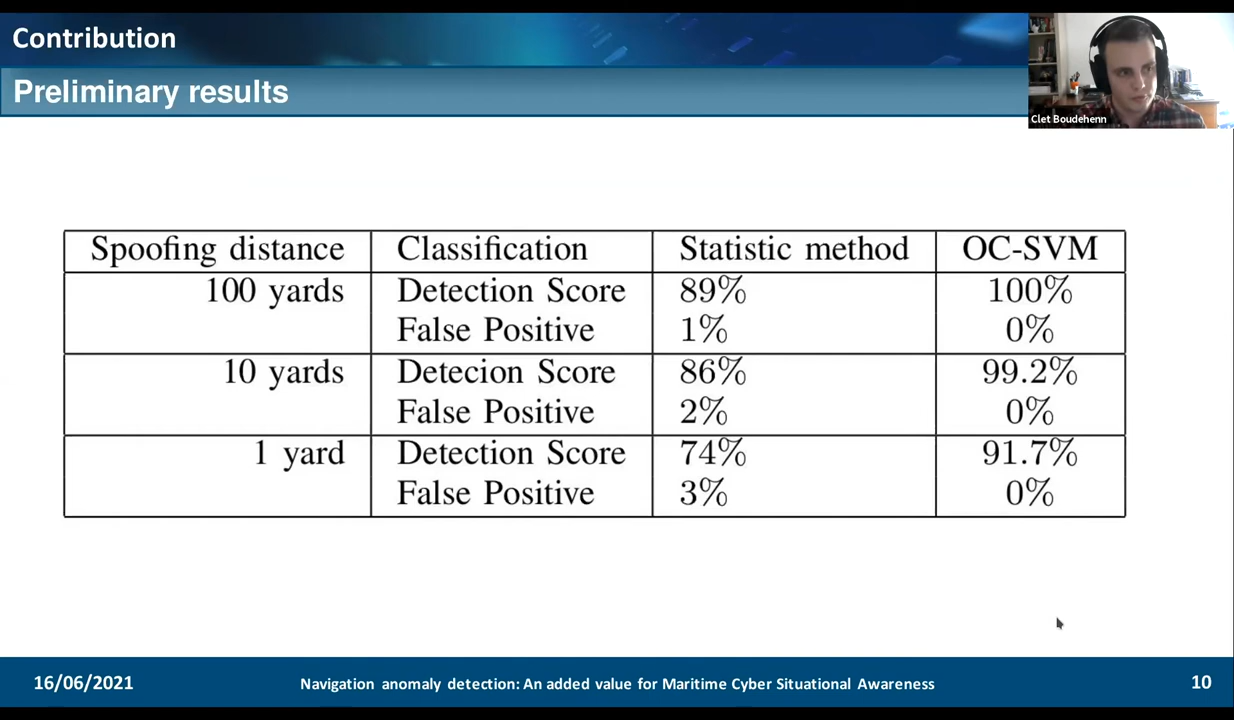 Contribution
Preliminary results
Clet Boudehenn
Spoofing distance Classification Statistic method OC-SVM
100 yards Detection Score 89% 100%
False Positive 1% 0%
10 yards Detecion Score 86% 99.2%
False Positive 2% 0%
1 yard Detection Score 74% 91.7%
False Positive 3% 0%
16/06/2021 Navigation anomaly detection: An added value for Maritime Cyber Situational Awareness 10